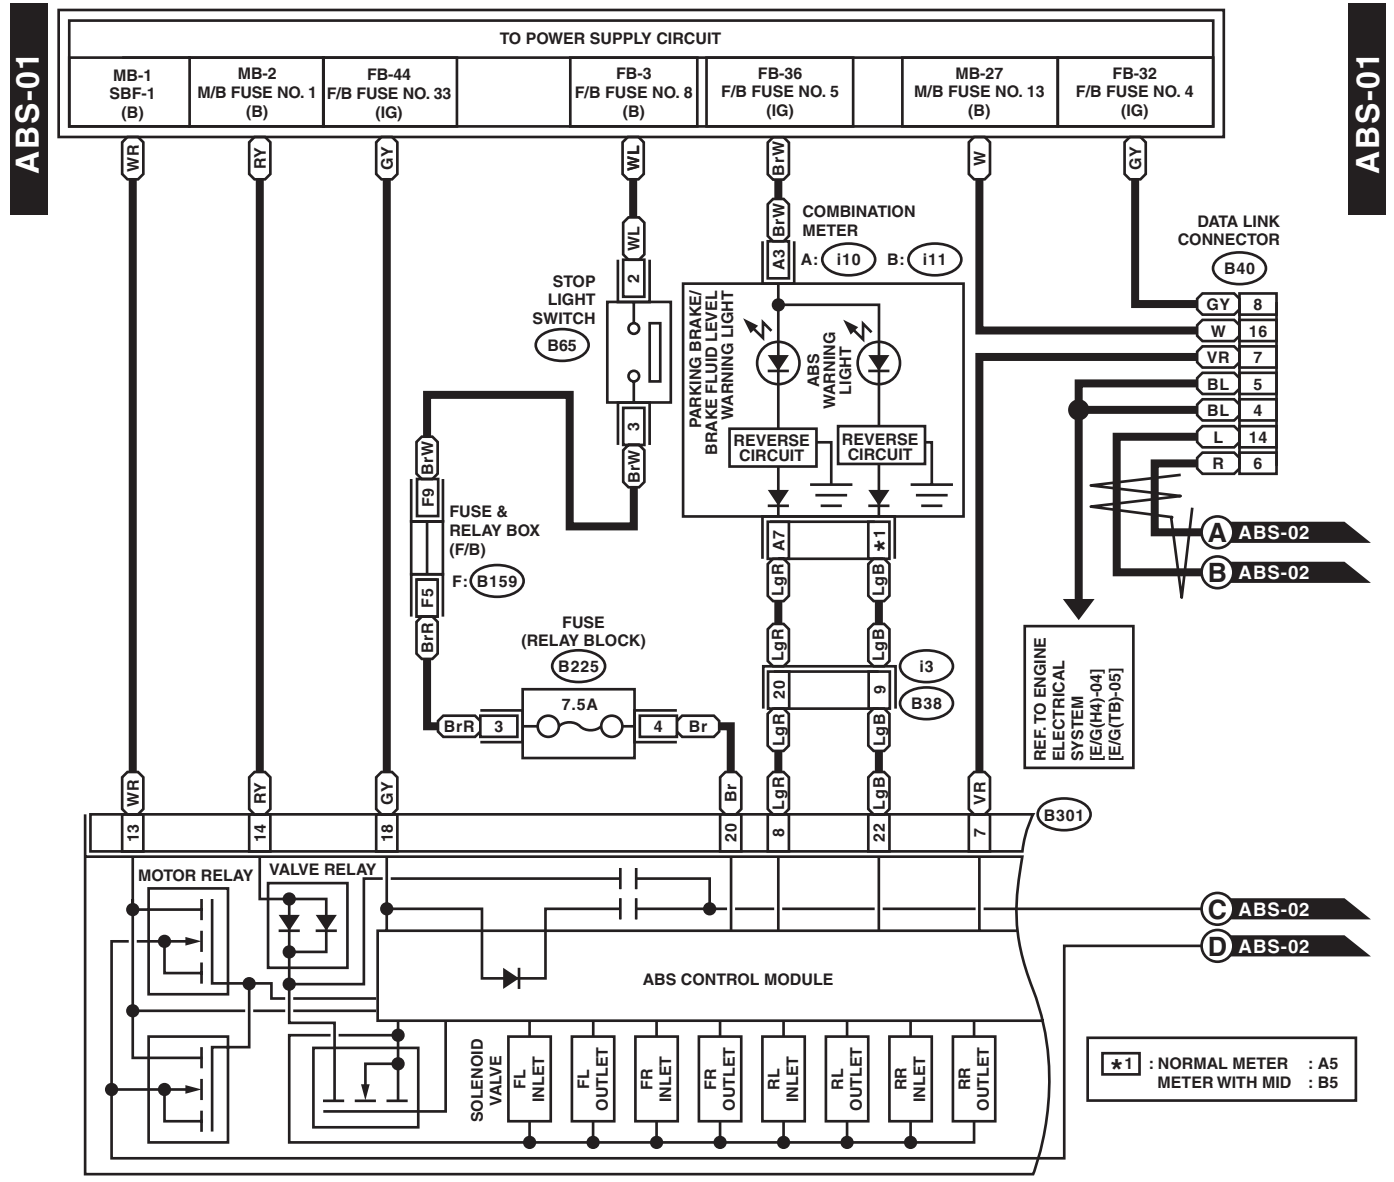 ABS-01
ABS-01
TO POWER SUPPLY CIRCUIT
MB-1
SBF-1
(B)
MB-2
M/B FUSE NO. 1
(B)
FB-44
F/B FUSE NO. 33
(IG)
FB-3
F/B FUSE NO. 8
(B)
FB-36
F/B FUSE NO. 5
(IG)
MB-27
M/B FUSE NO. 13
(B)
FB-32
F/B FUSE NO. 4
(IG)
WR
RY
GY
WL
BrW
W
GY
WL
2
STOP
LIGHT
SWITCH
B65
3
BrW
BrW
A3
COMBINATION
METER
A: i10 B: i11
PARKING BRAKE/
BRAKE FLUID LEVEL
WARNING LIGHT
ABS
WARNING
LIGHT
REVERSE
CIRCUIT
REVERSE
CIRCUIT
A7
*1
LgR
LgB
LgR
LgB
20
9
i3
B38
LgR
LgB
DATA LINK
CONNECTOR
B40
GY 8
W 16
VR 7
BL 5
BL 4
L 14
R 6
A ABS-02
B ABS-02
REF. TO ENGINE
ELECTRICAL
SYSTEM
[E/G(H4)-04]
[E/G(TB)-05]
BrW
F9
FUSE &
RELAY BOX
(F/B)
F: B159
F5
BrR
FUSE
(RELAY BLOCK)
B225
7.5A
BrR 3
4 Br
WR
RY
GY
Br
LgR
LgB
VR
13
14
18
20
8
22
7
B301
MOTOR RELAY
VALVE RELAY
ABS CONTROL MODULE
C ABS-02
D ABS-02
SOLENOID
VALVE
FL
INLET
FL
OUTLET
FR
INLET
FR
OUTLET
RL
INLET
RL
OUTLET
RR
INLET
RR
OUTLET
*1 : NORMAL METER : A5
METER WITH MID : B5